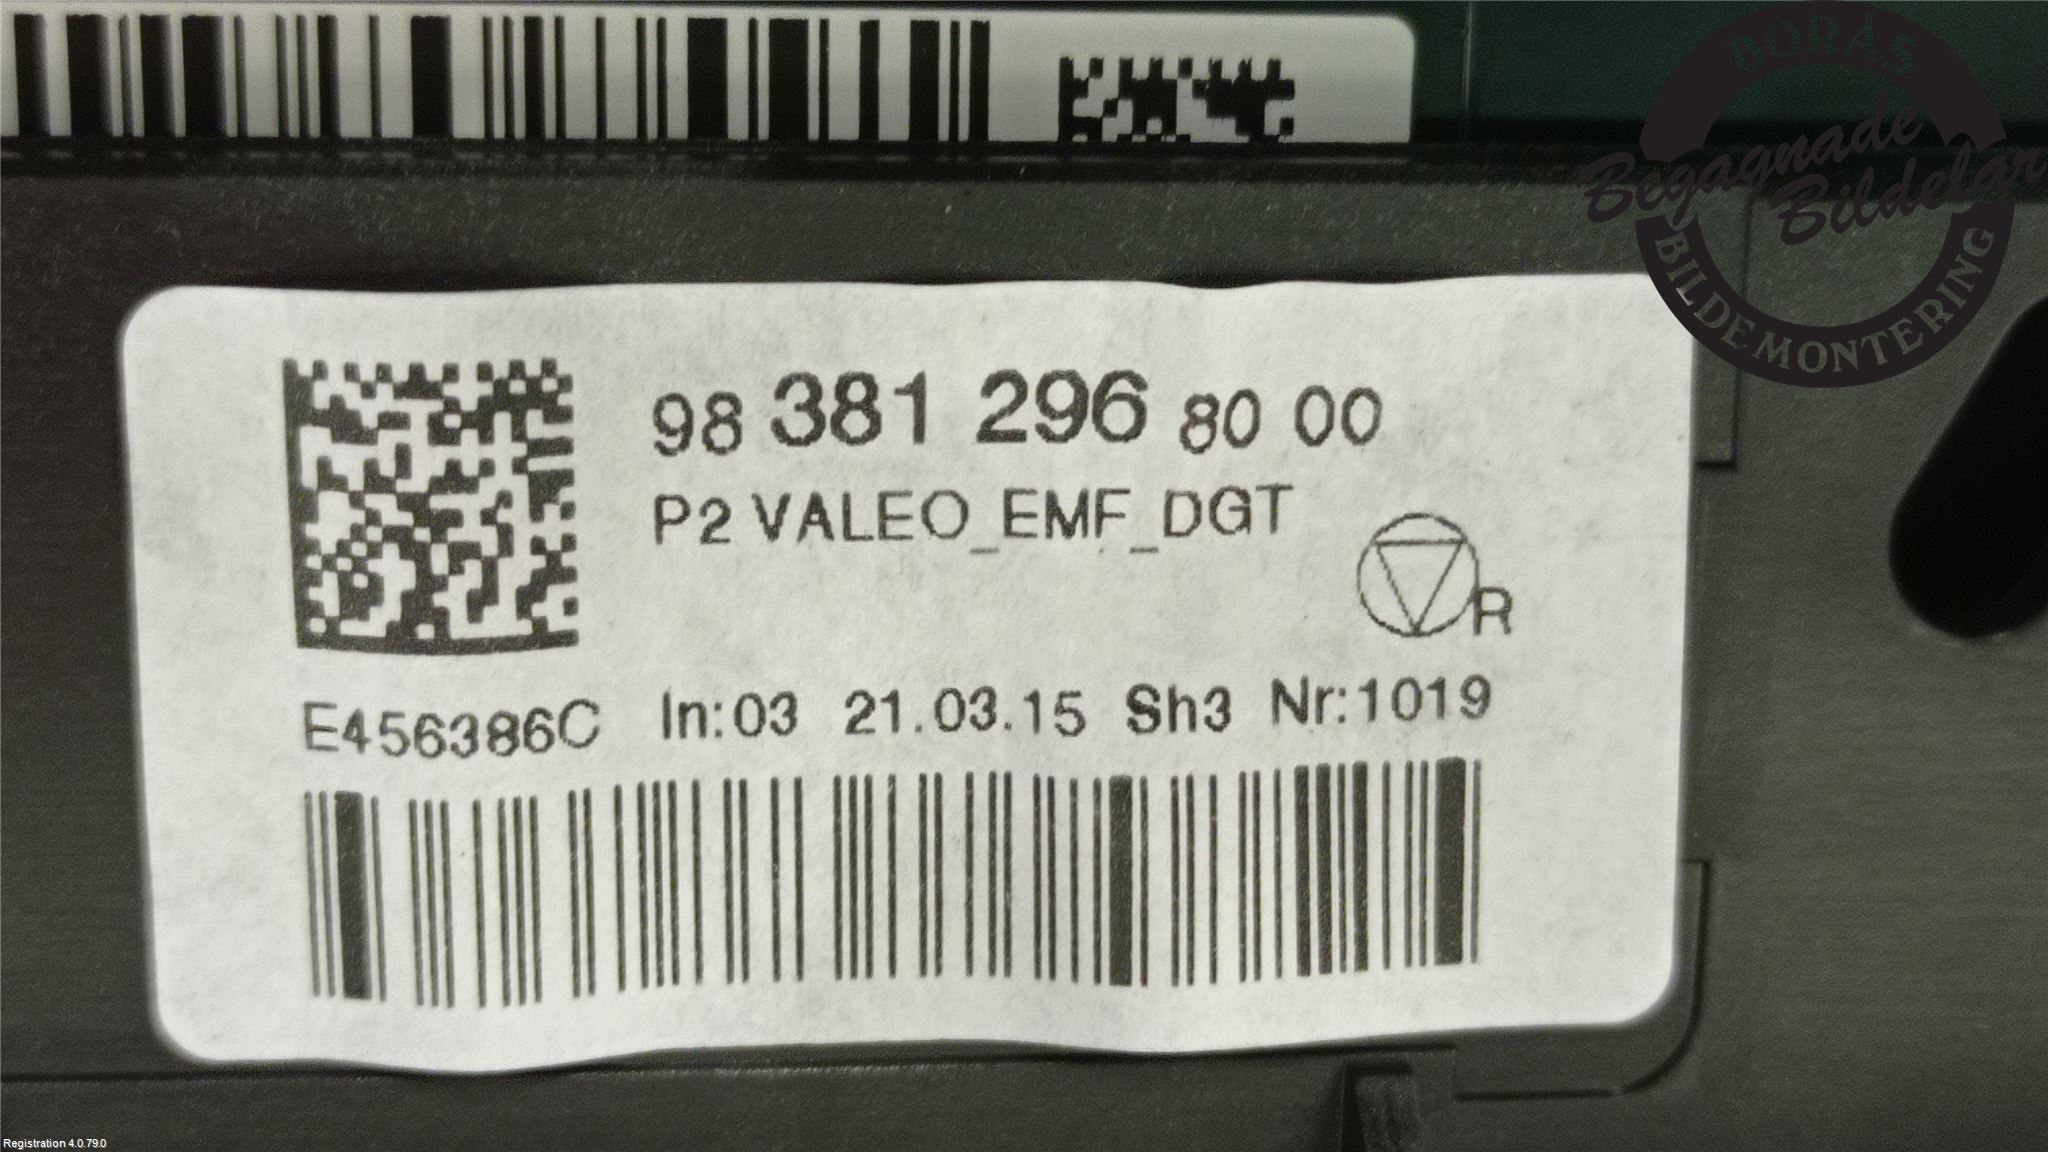 BORÅS
Begagnade
Bildelar
BILDEMONTERING
98 381 296 80 00
P2 VALEO_EMF_DGT
R
E456386C In:03 21.03.15 Sh3 Nr:1019
Registration 4.0.79.0